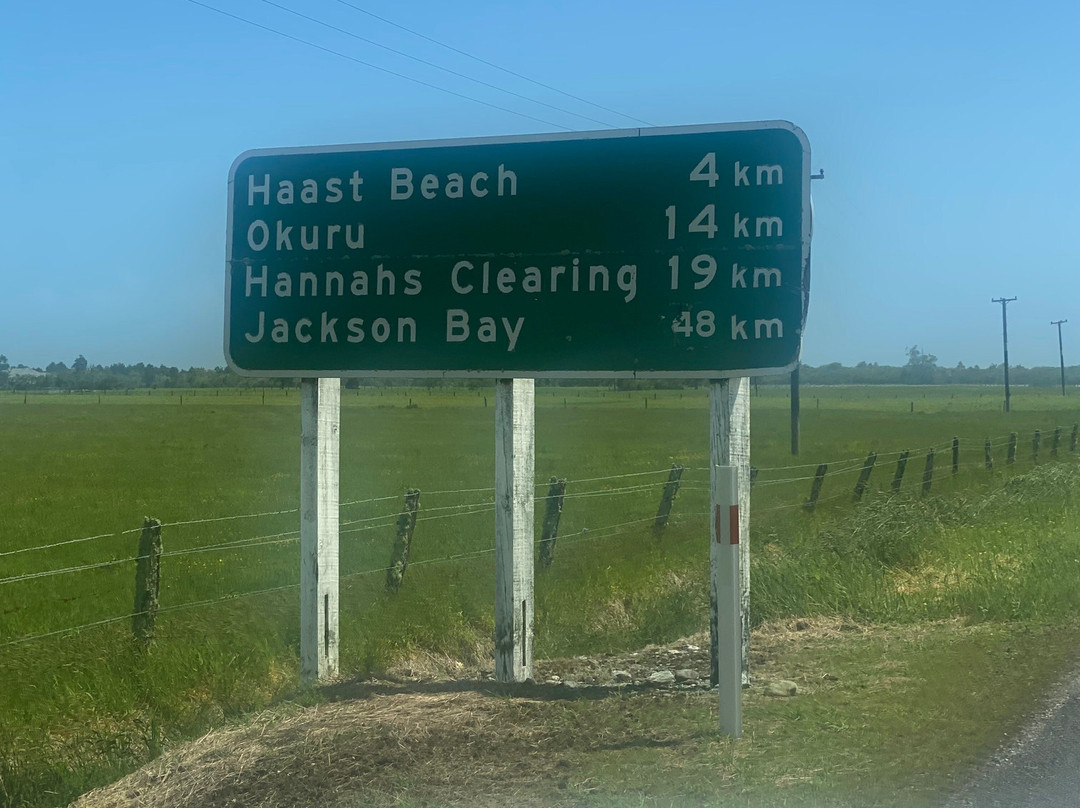 Haast Beach 4 km
Okuru 14 km
Hannahs Clearing 19 km
Jackson Bay 48 km